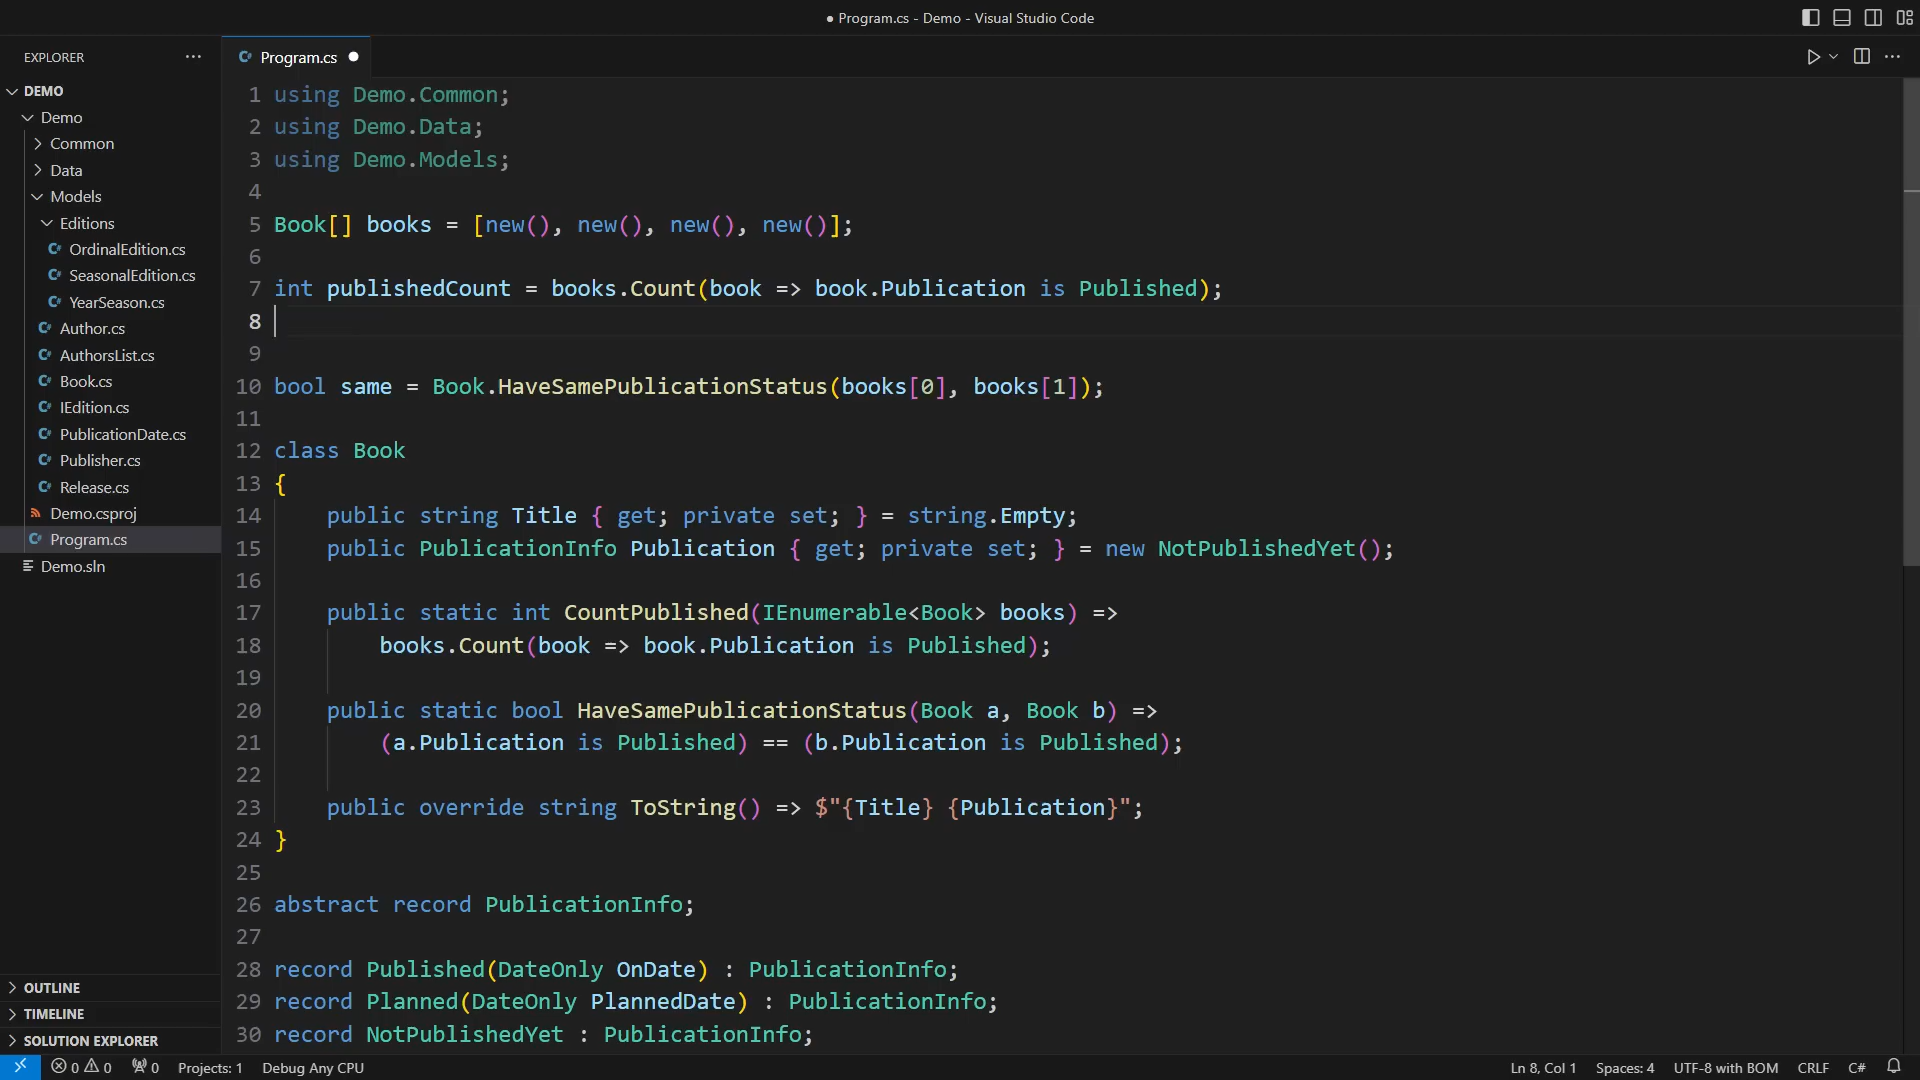 ● Program.cs - Demo - Visual Studio Code
EXPLORER
DEMO
Demo
Common
Data
Models
Editions
OrdinalEdition.cs
SeasonalEdition.cs
YearSeason.cs
Author.cs
AuthorsList.cs
Book.cs
IEdition.cs
PublicationDate.cs
Publisher.cs
Release.cs
Demo.csproj
Program.cs
Demo.sln
OUTLINE
TIMELINE
SOLUTION EXPLORER
Program.cs
1 using Demo.Common;
2 using Demo.Data;
3 using Demo.Models;
4
5 Book[] books = [new(), new(), new(), new()];
6
7 int publishedCount = books.Count(book => book.Publication is Published);
8
9
10 bool same = Book.HaveSamePublicationStatus(books[0], books[1]);
11
12 class Book
13 {
14     public string Title { get; private set; } = string.Empty;
15     public PublicationInfo Publication { get; private set; } = new NotPublishedYet();
16
17     public static int CountPublished(IEnumerable<Book> books) =>
18         books.Count(book => book.Publication is Published);
19
20     public static bool HaveSamePublicationStatus(Book a, Book b) =>
21         (a.Publication is Published) == (b.Publication is Published);
22
23     public override string ToString() => $"{Title} {Publication}";
24 }
25
26 abstract record PublicationInfo;
27
28 record Published(DateOnly OnDate) : PublicationInfo;
29 record Planned(DateOnly PlannedDate) : PublicationInfo;
30 record NotPublishedYet : PublicationInfo;
0 0 0 Projects: 1 Debug Any CPU Ln 8, Col 1 Spaces: 4 UTF-8 with BOM CRLF C#